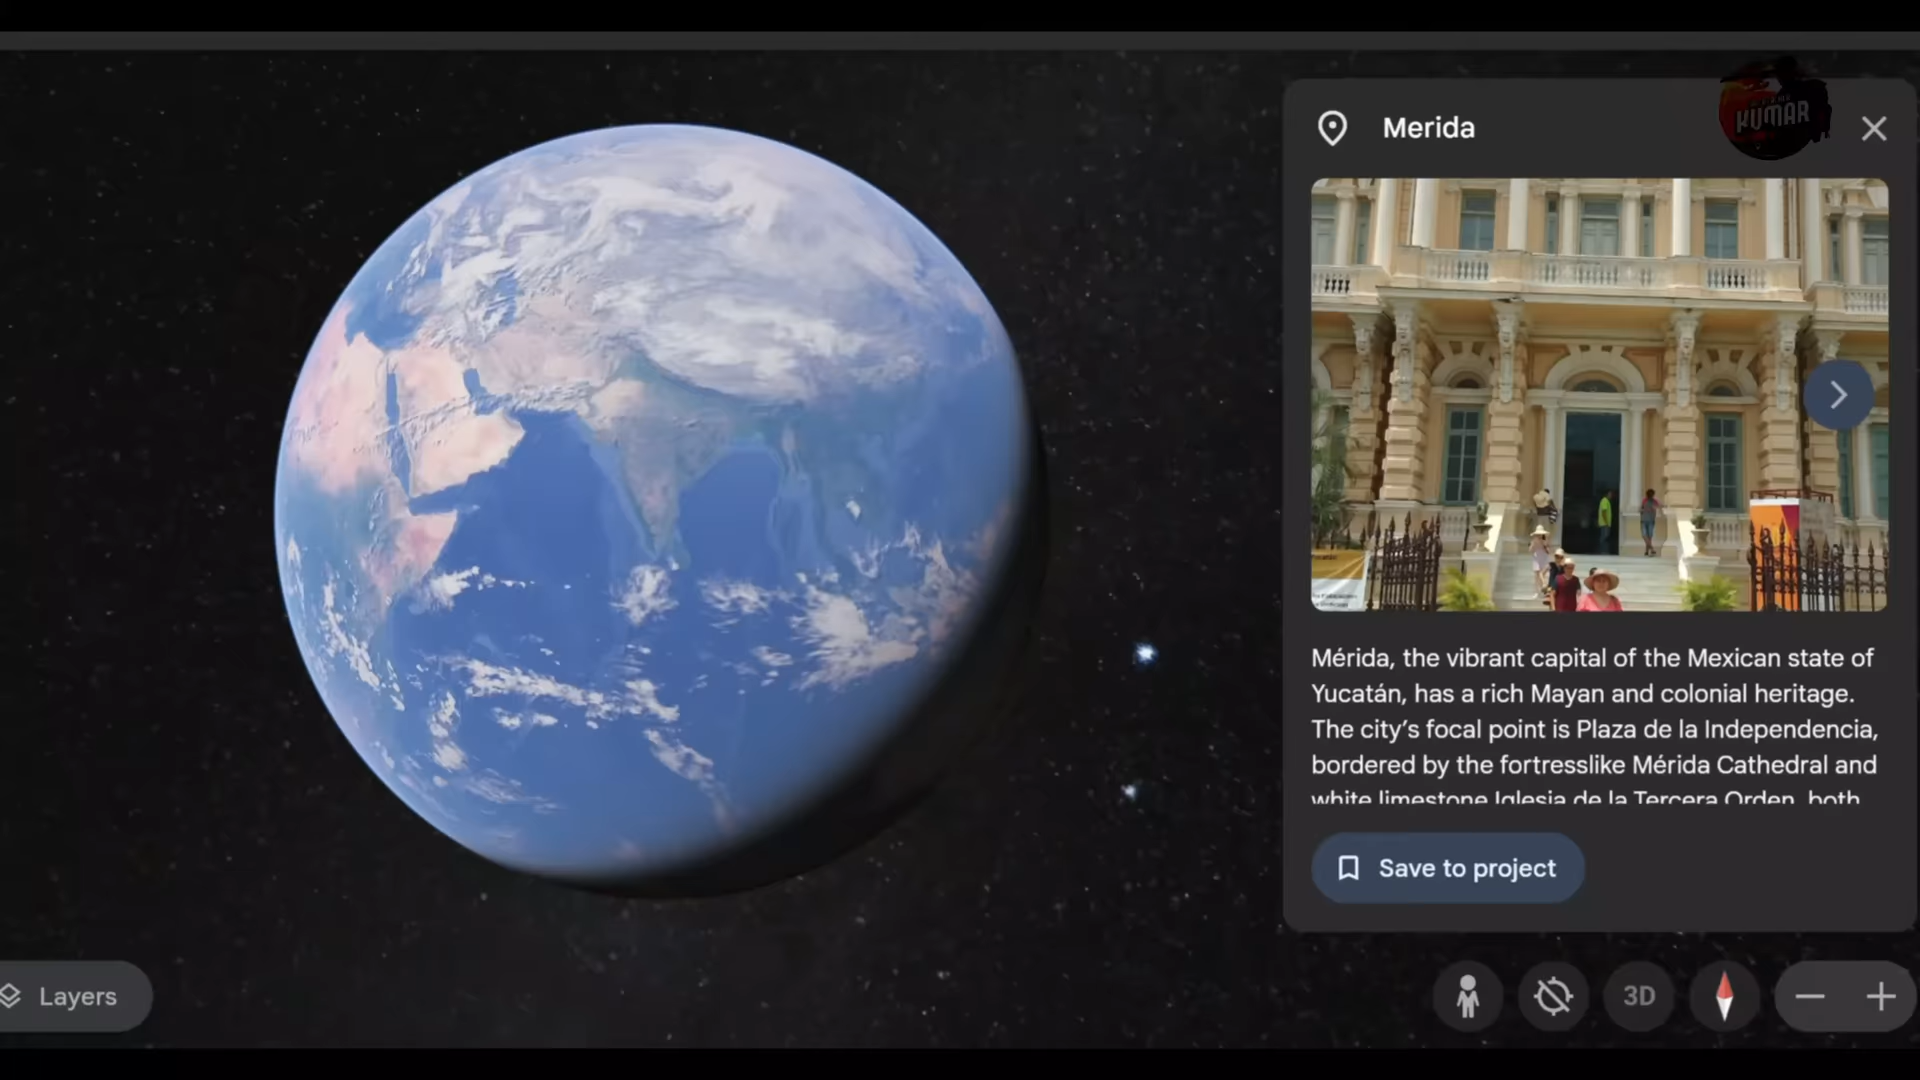 Merida
KUMAR
Mérida, the vibrant capital of the Mexican state of
Yucatán, has a rich Mayan and colonial heritage.
The city’s focal point is Plaza de la Independencia,
bordered by the fortresslike Mérida Cathedral and
white limestone Iglesia de la Tercera Orden, both
Save to project
Layers
3D